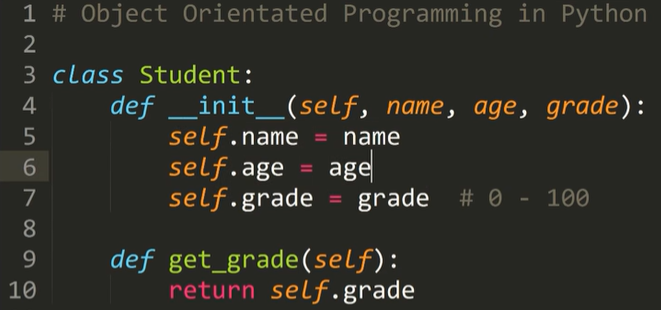 1 # Object Orientated Programming in Python
2
3 class Student:
4     def __init__(self, name, age, grade):
5         self.name = name
6         self.age = age
7         self.grade = grade  # 0 - 100
8
9     def get_grade(self):
10         return self.grade